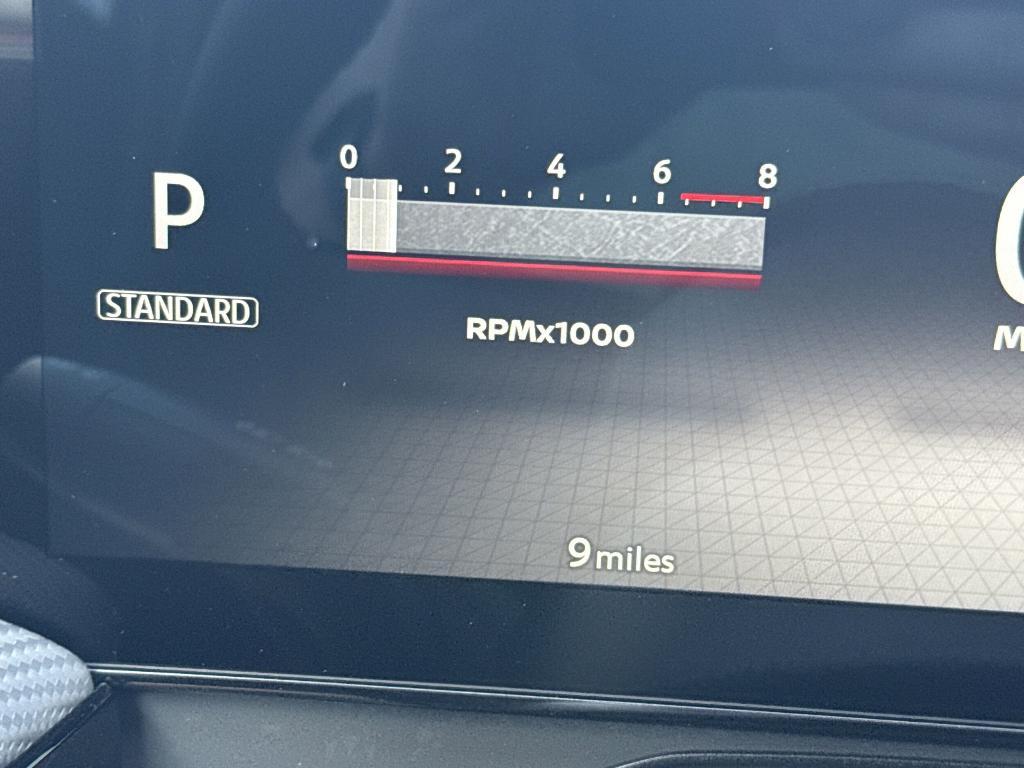 0 2 4 6 8
P
STANDARD
RPMx1000
9 miles